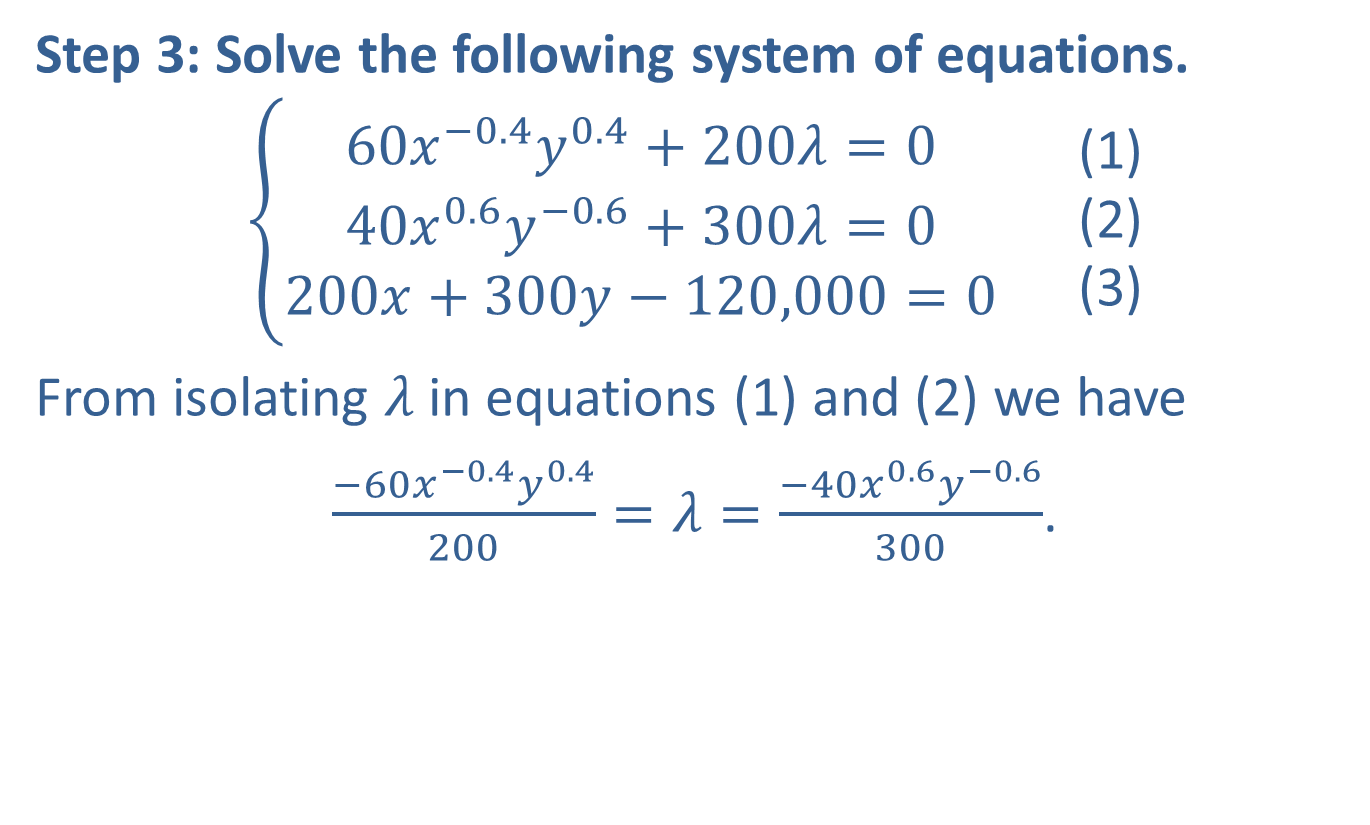 Step 3: Solve the following system of equations.
60x^{−0.4}y^{0.4} + 200λ = 0 (1)
40x^{0.6}y^{−0.6} + 300λ = 0 (2)
200x + 300y − 120,000 = 0 (3)
From isolating λ in equations (1) and (2) we have
\frac{−60x^{−0.4}y^{0.4}}{200} = λ = \frac{−40x^{0.6}y^{−0.6}}{300}.